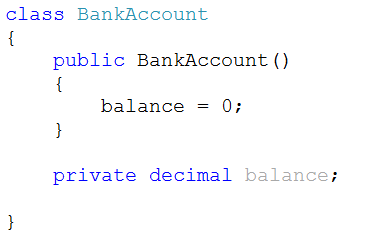 class BankAccount
{
    public BankAccount()
    {
        balance = 0;
    }

    private decimal balance;

}